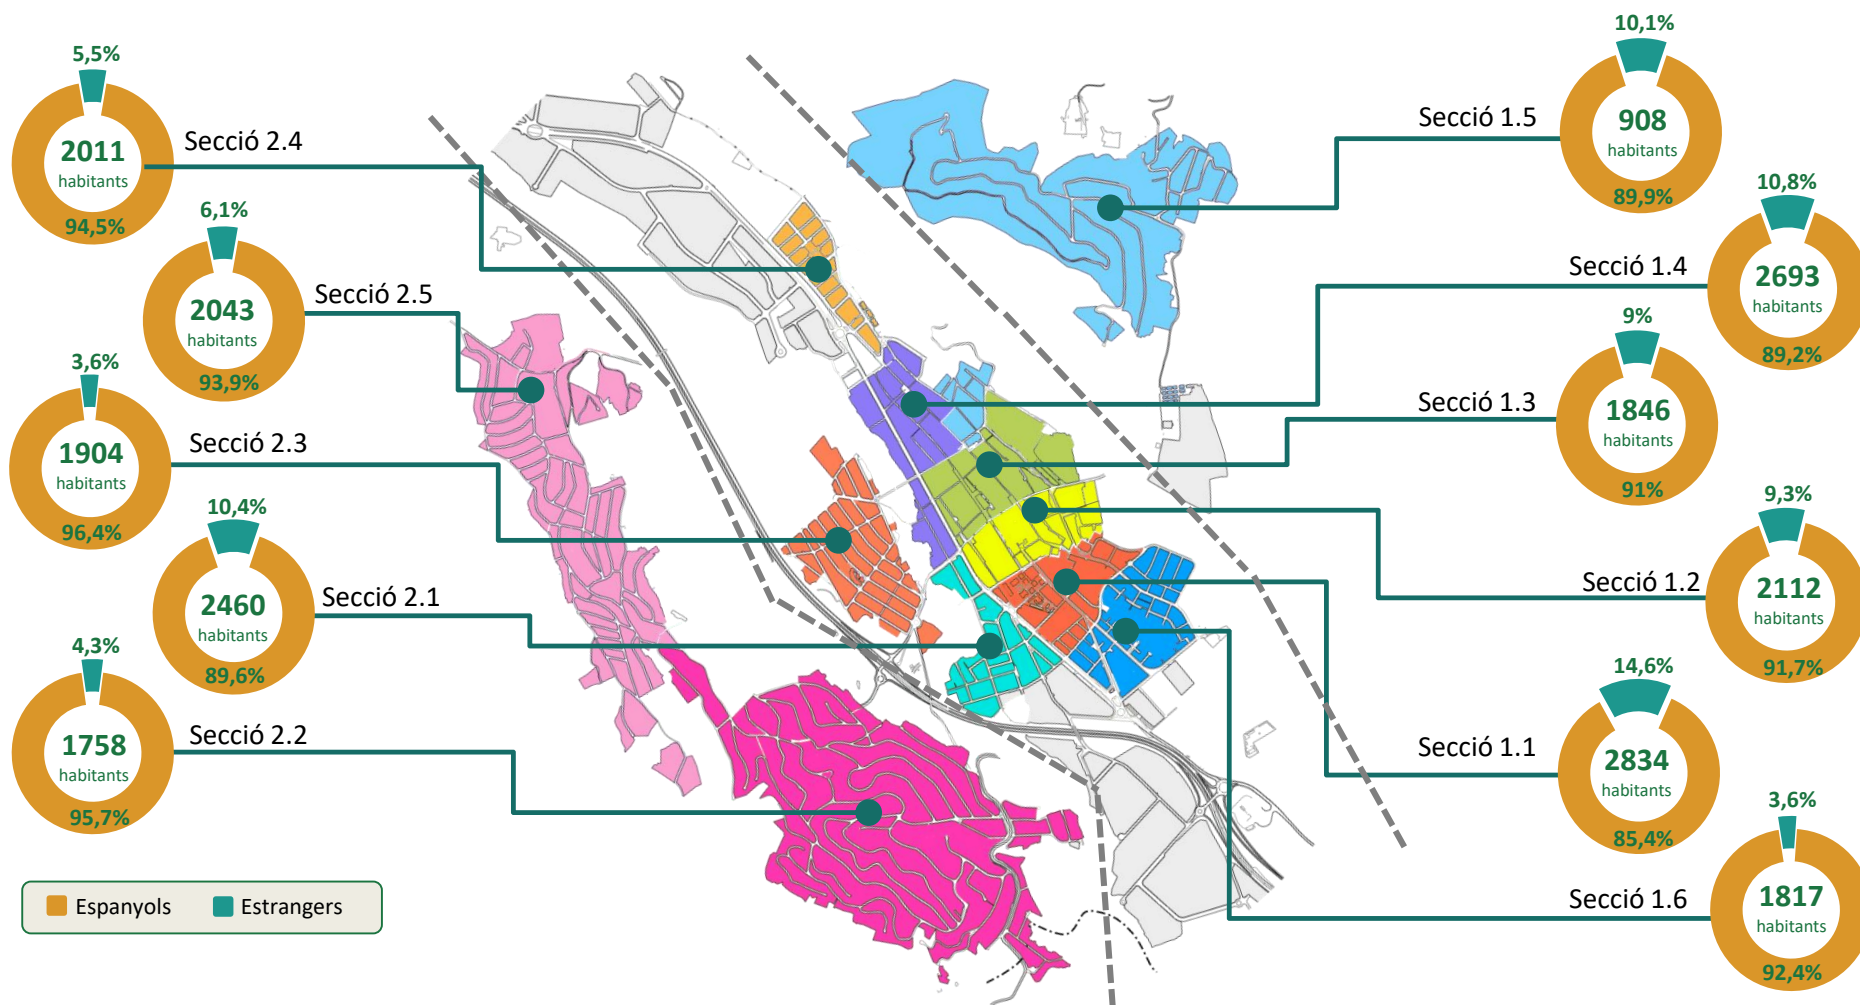 5,5%
2011
habitants
94,5%
Secció 2.4
6,1%
2043
habitants
93,9%
Secció 2.5
3,6%
1904
habitants
96,4%
Secció 2.3
10,4%
2460
habitants
89,6%
Secció 2.1
4,3%
1758
habitants
95,7%
Secció 2.2
Espanyols
Estrangers
10,1%
908
habitants
89,9%
Secció 1.5
10,8%
2693
habitants
89,2%
Secció 1.4
9%
1846
habitants
91%
Secció 1.3
9,3%
2112
habitants
91,7%
Secció 1.2
14,6%
2834
habitants
85,4%
Secció 1.1
3,6%
1817
habitants
92,4%
Secció 1.6